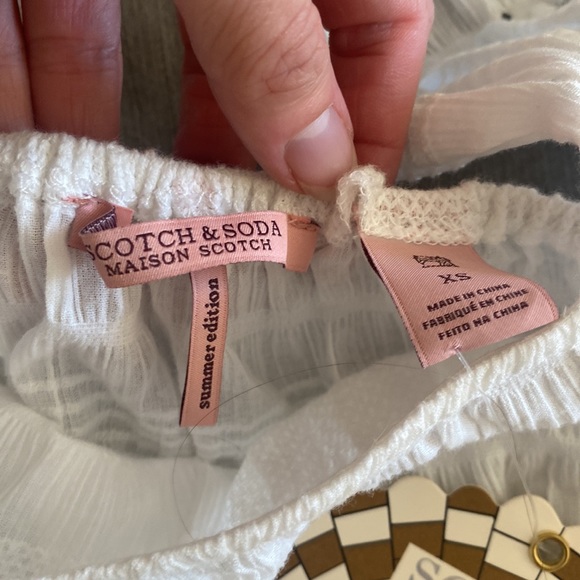 SCOTCH & SODA
MAISON SCOTCH
summer edition
XS
MADE IN CHINA
FABRIQUÉ EN CHINE
FEITO NA CHINA